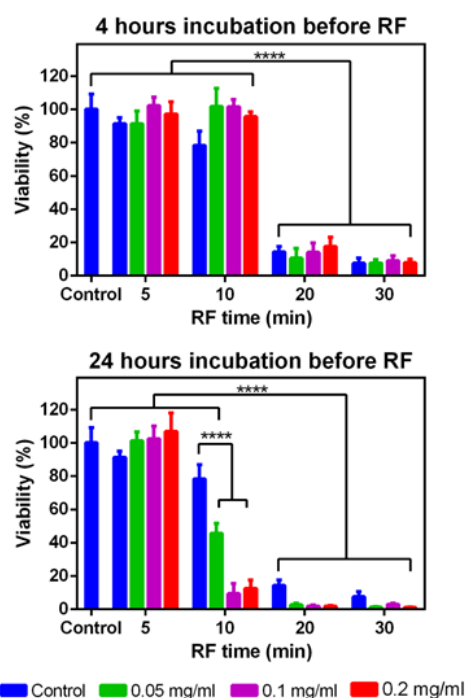 4 hours incubation before RF
****
120
100
80
60
40
20
0
Viability (%)
Control 5 10 20 30
RF time (min)
24 hours incubation before RF
****
****
120
100
80
60
40
20
0
Viability (%)
Control 5 10 20 30
RF time (min)
Control 0.05 mg/ml 0.1 mg/ml 0.2 mg/ml